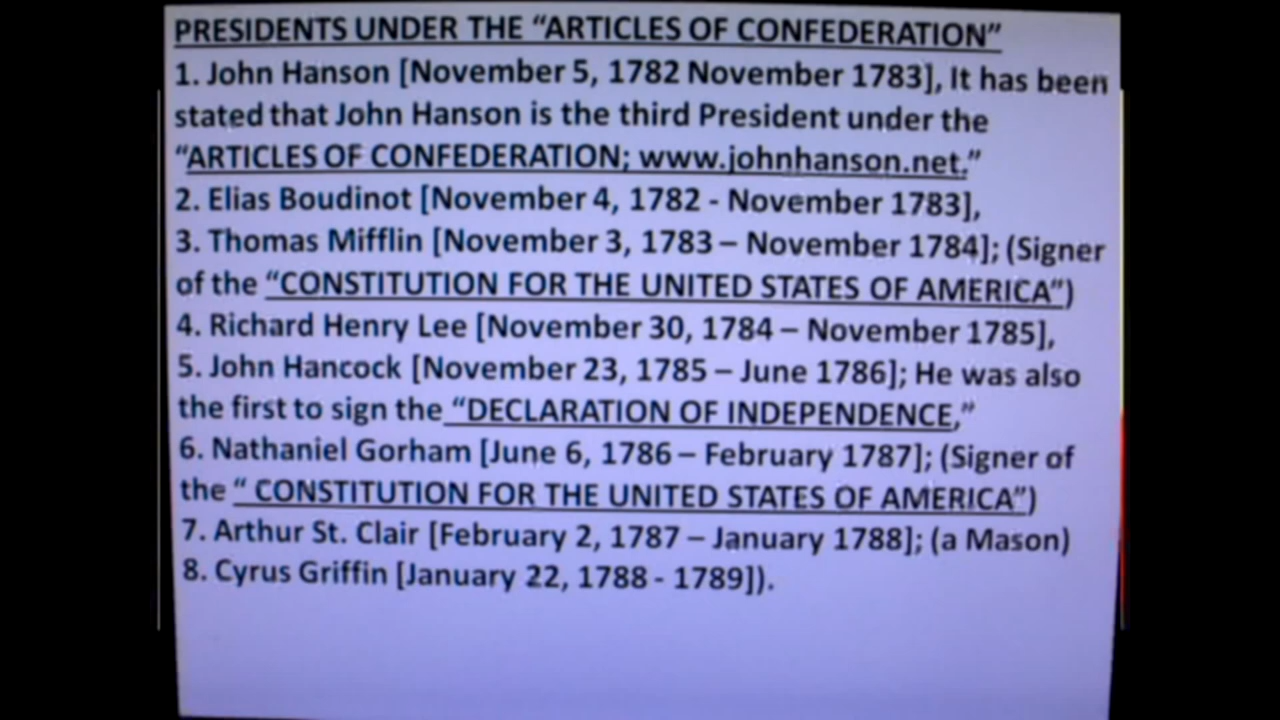 PRESIDENTS UNDER THE “ARTICLES OF CONFEDERATION”
1. John Hanson [November 5, 1782 November 1783], It has been
stated that John Hanson is the third President under the
“ARTICLES OF CONFEDERATION; www.johnhanson.net.”
2. Elias Boudinot [November 4, 1782 - November 1783],
3. Thomas Mifflin [November 3, 1783 – November 1784]; (Signer
of the “CONSTITUTION FOR THE UNITED STATES OF AMERICA”)
4. Richard Henry Lee [November 30, 1784 – November 1785],
5. John Hancock [November 23, 1785 – June 1786]; He was also
the first to sign the “DECLARATION OF INDEPENDENCE,”
6. Nathaniel Gorham [June 6, 1786 – February 1787]; (Signer of
the “ CONSTITUTION FOR THE UNITED STATES OF AMERICA”)
7. Arthur St. Clair [February 2, 1787 – January 1788]; (a Mason)
8. Cyrus Griffin [January 22, 1788 - 1789]).